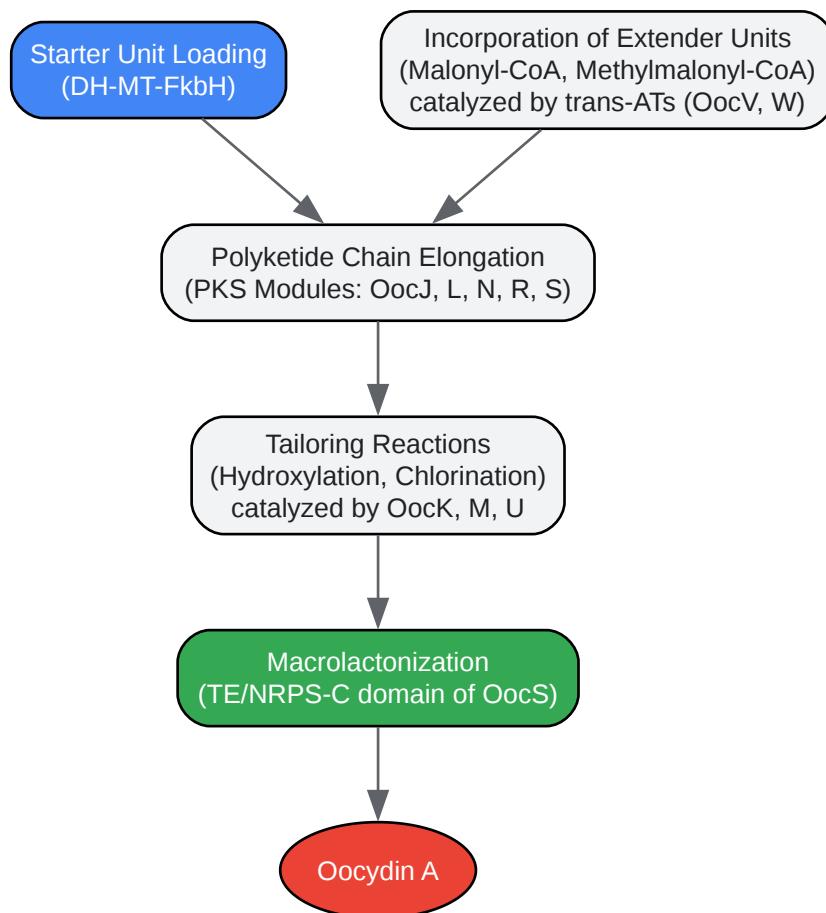 Starter Unit Loading
(DH-MT-FkbH)
Incorporation of Extender Units
(Malonyl-CoA, Methylmalonyl-CoA)
catalyzed by trans-ATs (OocV, W)
Polyketide Chain Elongation
(PKS Modules: OocJ, L, N, R, S)
Tailoring Reactions
(Hydroxylation, Chlorination)
catalyzed by OocK, M, U
Macrolactonization
(TE/NRPS-C domain of OocS)
Oocydin A